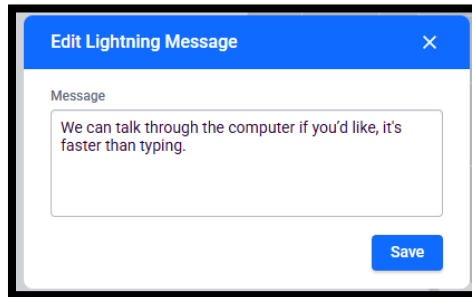 Edit Lightning Message
Message
We can talk through the computer if you’d like, it's
faster than typing.
Save